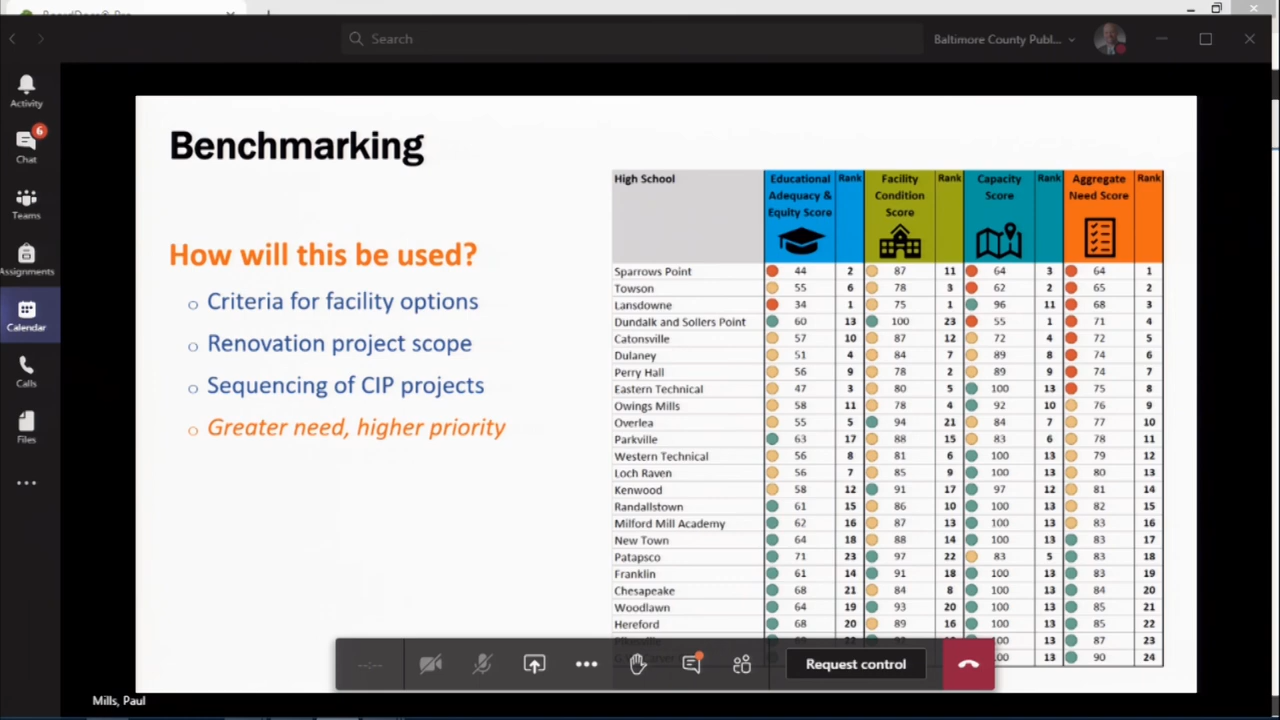 BoardDocs® Pro
Search
Baltimore County Publ...
Activity
6
Chat
Teams
Assignments
Calendar
Calls
Files
Benchmarking
How will this be used?
o Criteria for facility options
o Renovation project scope
o Sequencing of CIP projects
o Greater need, higher priority
High School Educational Adequacy & Equity Score Rank Facility Condition Score Rank Capacity Score Rank Aggregate Need Score Rank
Sparrows Point 44 2 87 11 64 3 64 1
Towson 55 6 78 3 62 2 65 2
Lansdowne 34 1 75 1 96 11 68 3
Dundalk and Sollers Point 60 13 100 23 55 1 71 4
Catonsville 57 10 87 12 72 4 72 5
Dulaney 51 4 84 7 89 8 74 6
Perry Hall 56 9 78 2 89 9 74 7
Eastern Technical 47 3 80 5 100 13 75 8
Owings Mills 58 11 78 4 92 10 76 9
Overlea 55 5 94 21 84 7 77 10
Parkville 63 17 88 15 83 6 78 11
Western Technical 56 8 81 6 100 13 79 12
Loch Raven 56 7 85 9 100 13 80 13
Kenwood 58 12 91 17 97 12 81 14
Randallstown 61 15 86 10 100 13 82 15
Milford Mill Academy 62 16 87 13 100 13 83 16
New Town 64 18 88 14 100 13 83 17
Patapsco 71 23 97 22 83 5 83 18
Franklin 61 14 91 18 100 13 83 19
Chesapeake 68 21 84 8 100 13 84 20
Woodlawn 64 19 93 20 100 13 85 21
Hereford 68 20 89 16 100 13 85 22
100 13 87 23
100 13 90 24
--:--
Request control
Mills, Paul